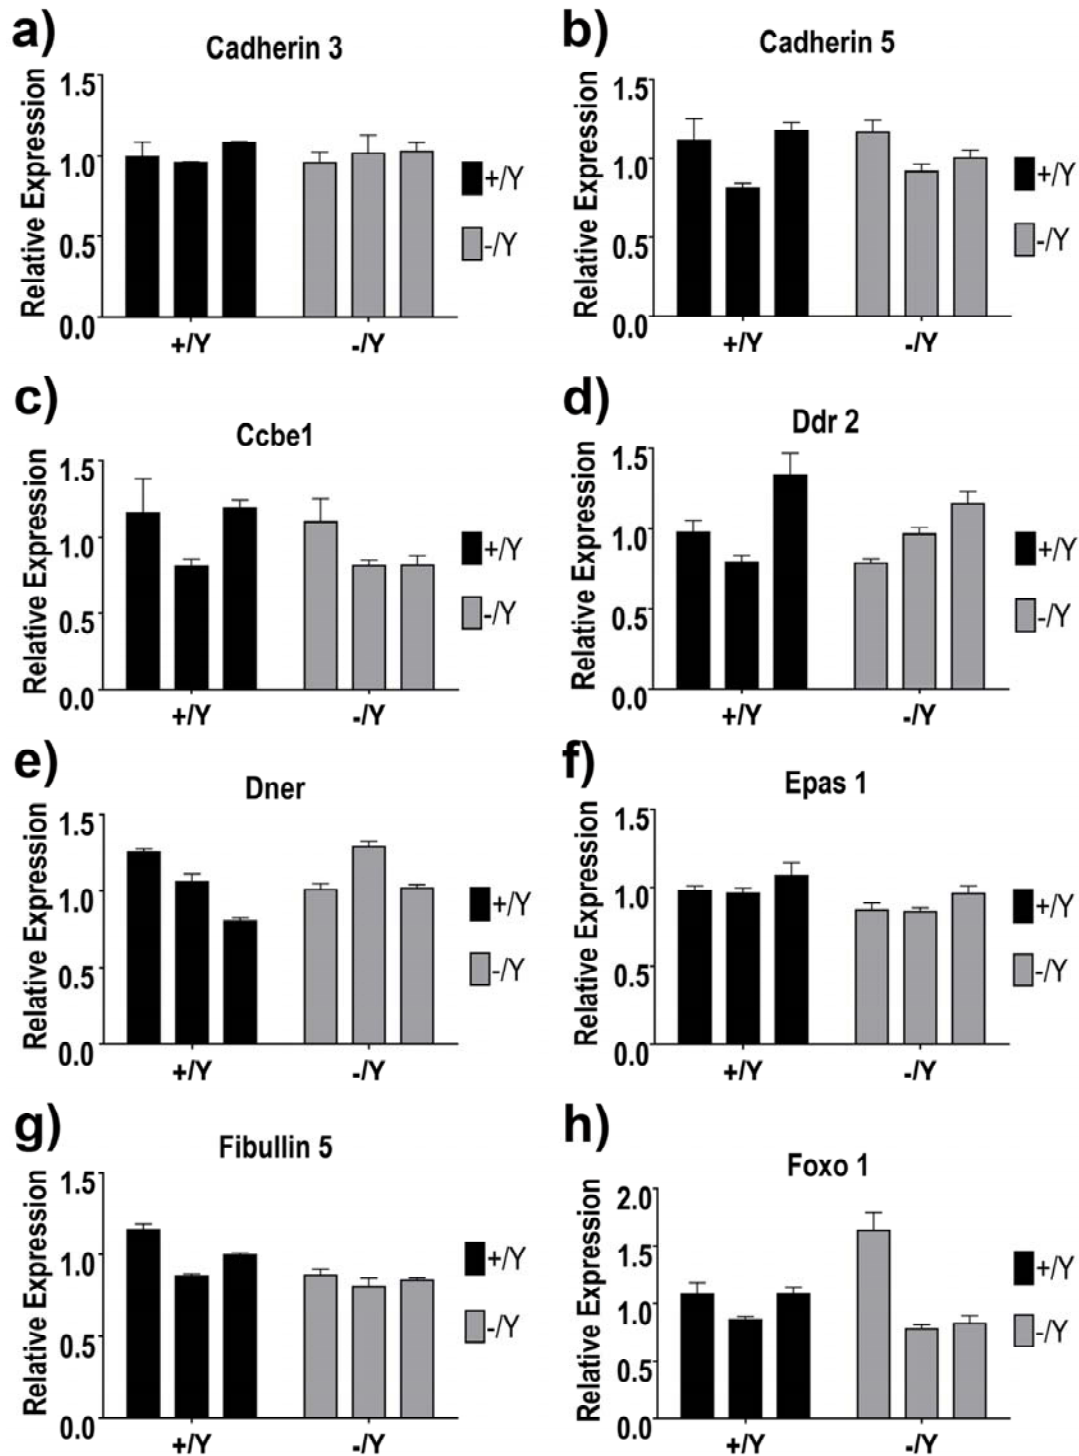 a)
Cadherin 3
Relative Expression
1.5
1.0
0.5
0.0
+/Y
-/Y
+/Y
-/Y
b)
Cadherin 5
Relative Expression
1.5
1.0
0.5
0.0
+/Y
-/Y
+/Y
-/Y
c)
Ccbe1
Relative Expression
1.5
1.0
0.5
0.0
+/Y
-/Y
+/Y
-/Y
d)
Ddr 2
Relative Expression
1.5
1.0
0.5
0.0
+/Y
-/Y
+/Y
-/Y
e)
Dner
Relative Expression
1.5
1.0
0.5
0.0
+/Y
-/Y
+/Y
-/Y
f)
Epas 1
Relative Expression
1.5
1.0
0.5
0.0
+/Y
-/Y
+/Y
-/Y
g)
Fibullin 5
Relative Expression
1.5
1.0
0.5
0.0
+/Y
-/Y
+/Y
-/Y
h)
Foxo 1
Relative Expression
2.0
1.5
1.0
0.5
0.0
+/Y
-/Y
+/Y
-/Y